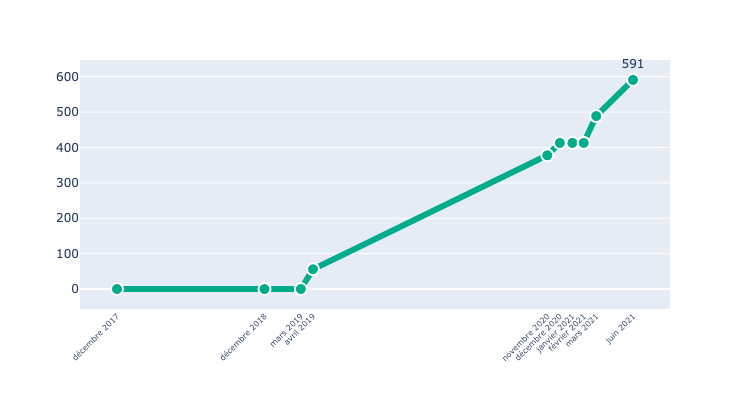 591
600
500
400
300
200
100
0
décembre 2017
décembre 2018
mars 2019
avril 2019
novembre 2020
décembre 2020
janvier 2021
février 2021
mars 2021
juin 2021